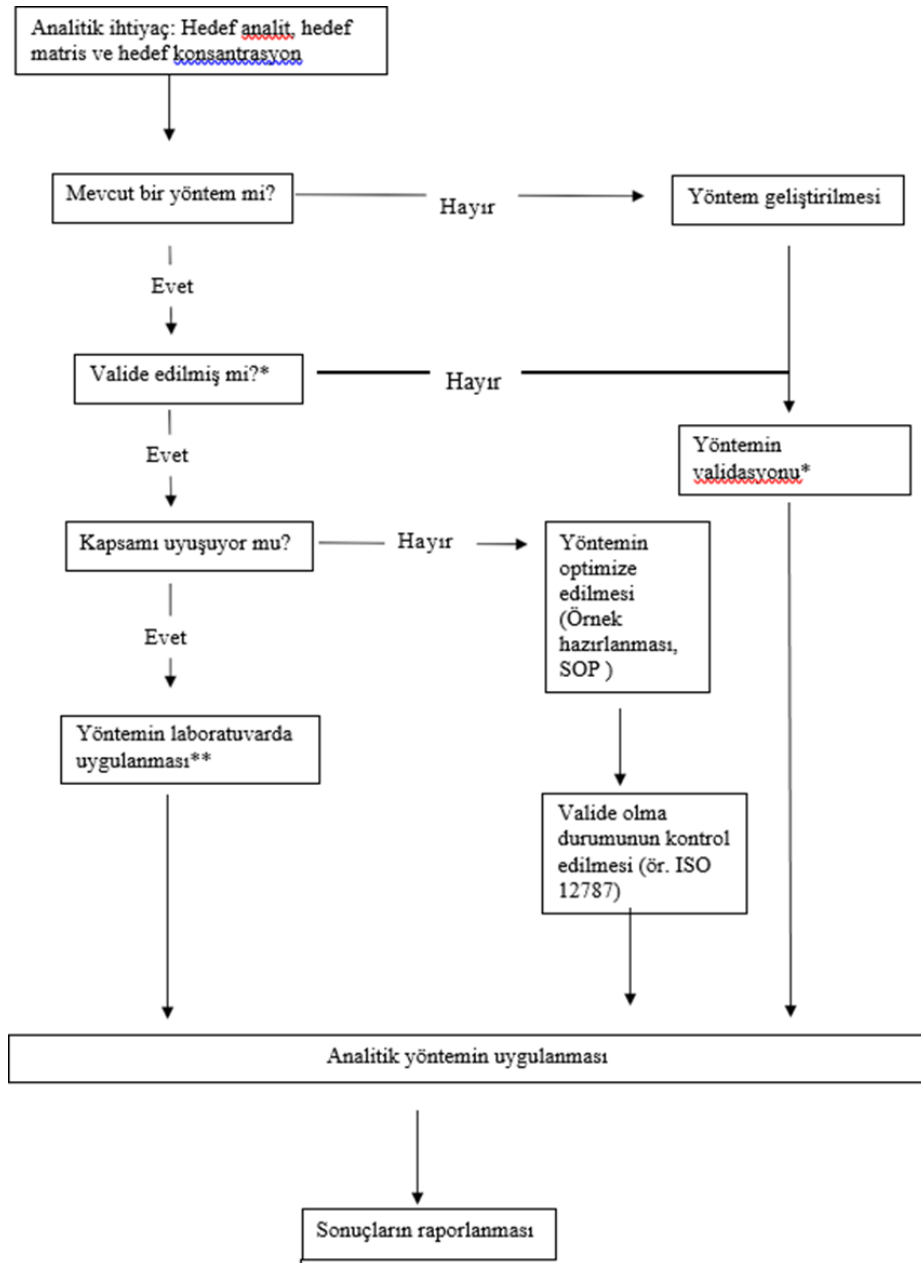 Analitik ihtiyaç: Hedef analit, hedef
matris ve hedef konsantrasyon
Mevcut bir yöntem mi?
Hayır
Yöntem geliştirilmesi
Evet
Valide edilmiş mi?*
Hayır
Evet
Yöntemin
validasyonu*
Kapsamı uyuşuyor mu?
Hayır
Yöntemin
optimize
edilmesi
(Örnek
hazırlanması,
SOP )
Evet
Yöntemin laboratuvarda
uygulanması**
Valide olma
durumunun kontrol
edilmesi (ör. ISO
12787)
Analitik yöntemin uygulanması
Sonuçların raporlanması